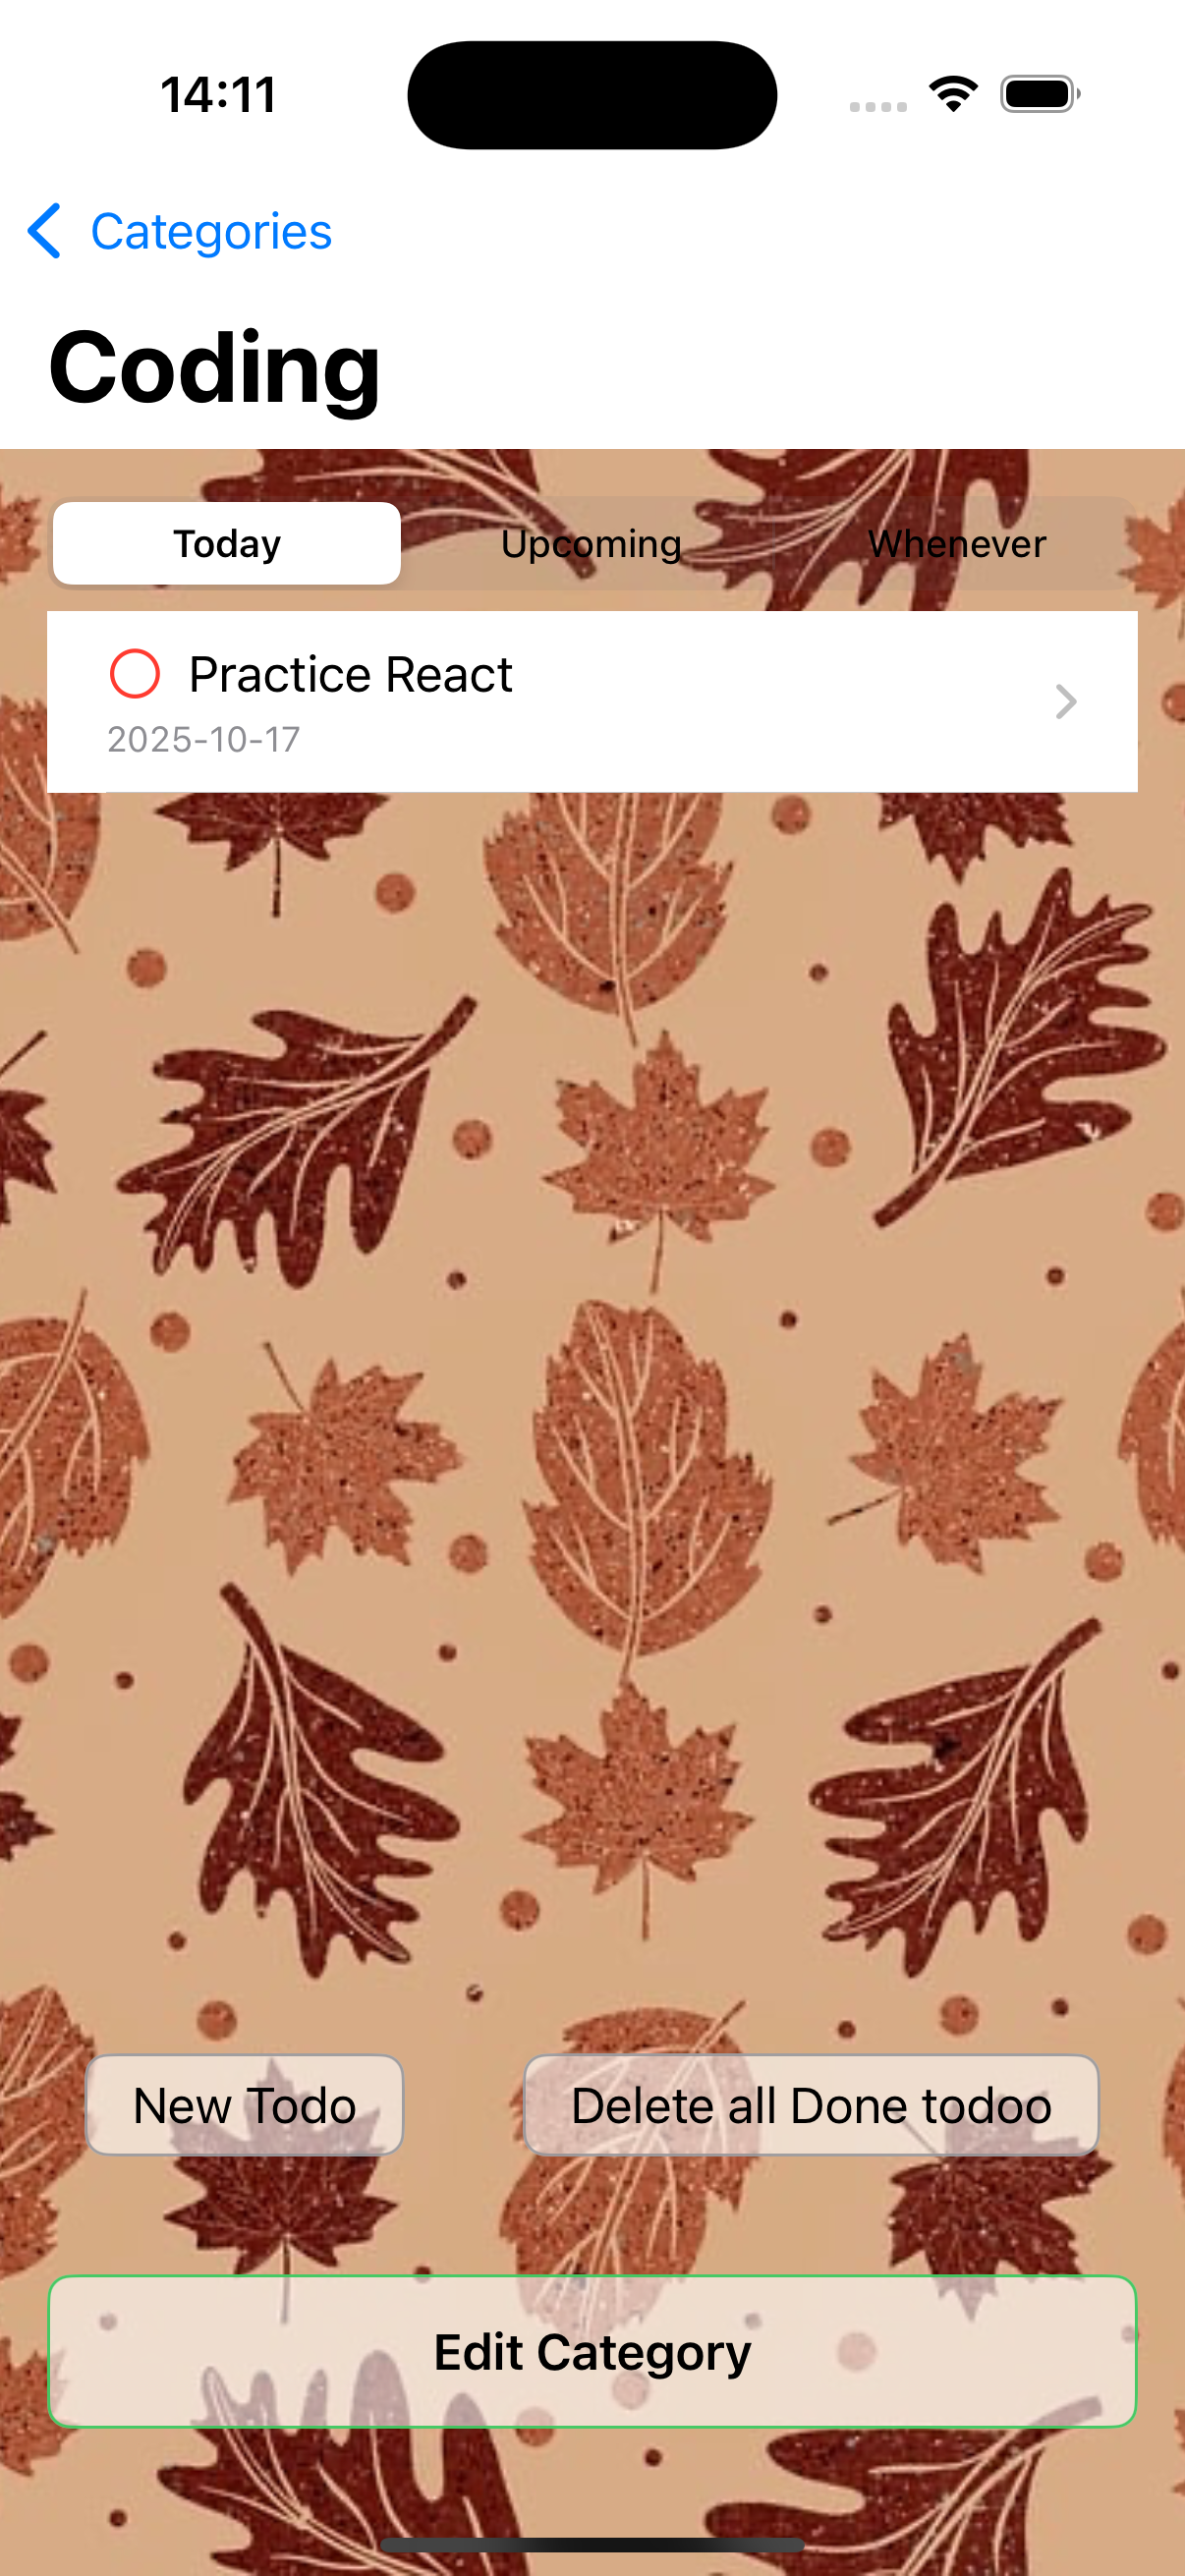 14:11
Categories
Coding
Today Upcoming Whenever
Practice React
2025-10-17
New Todo Delete all Done todoo
Edit Category